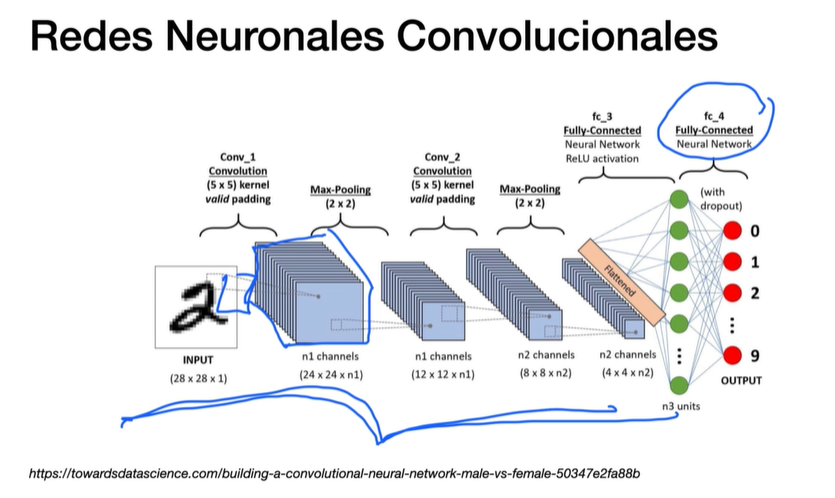 Redes Neuronales Convolucionales
fc_3
Fully-Connected
Neural Network
ReLU activation
fc_4
Fully-Connected
Neural Network
Conv_1
Convolution
(5 x 5) kernel
valid padding
Max-Pooling
(2 x 2)
Conv_2
Convolution
(5 x 5) kernel
valid padding
Max-Pooling
(2 x 2)
(with
dropout)
Flattened
0
1
2
9
INPUT
(28 x 28 x 1)
n1 channels
(24 x 24 x n1)
n1 channels
(12 x 12 x n1)
n2 channels
(8 x 8 x n2)
n2 channels
(4 x 4 x n2)
n3 units
OUTPUT
2
https://towardsdatascience.com/building-a-convolutional-neural-network-male-vs-female-50347e2fa88b